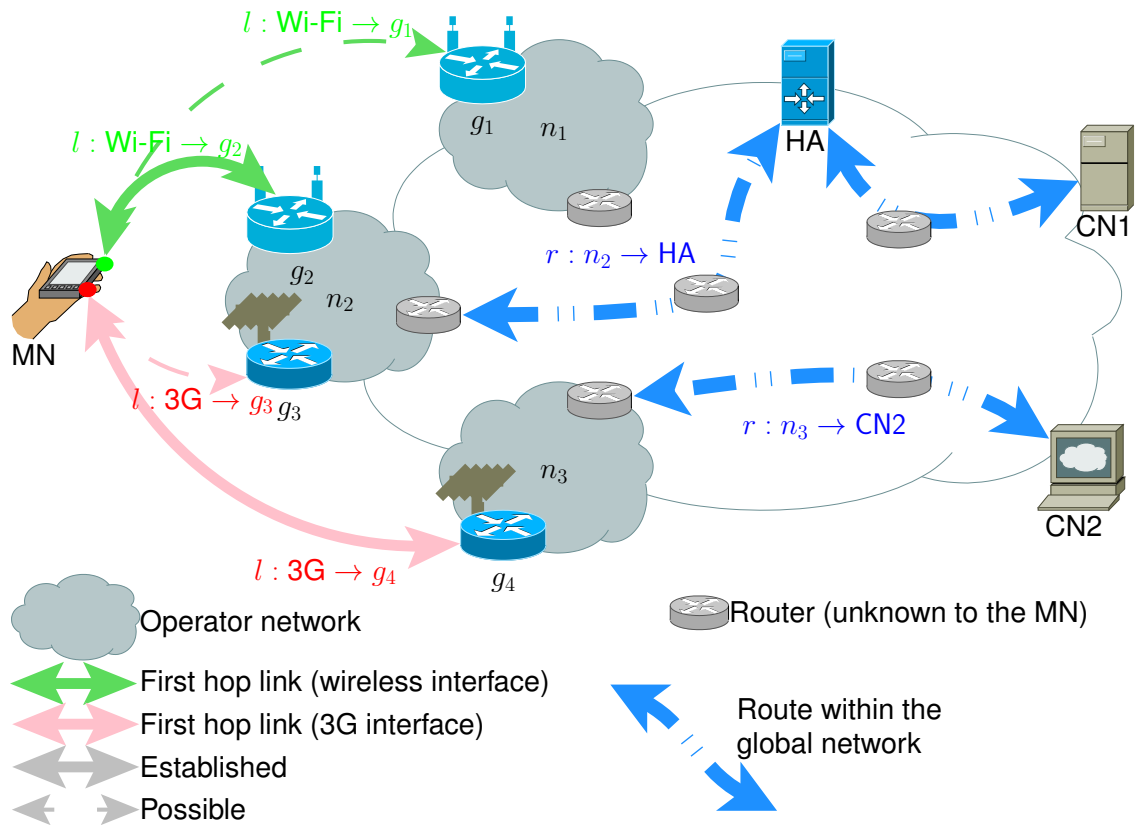 l : Wi-Fi → g₁
l : Wi-Fi → g₂
g₁
n₁
HA
CN1
g₂
n₂
r : n₂ → HA
MN
l : 3G → g₃
g₃
r : n₃ → CN2
n₃
CN2
l : 3G → g₄
g₄
Operator network
Router (unknown to the MN)
First hop link (wireless interface)
First hop link (3G interface)
Established
Possible
Route within the
global network